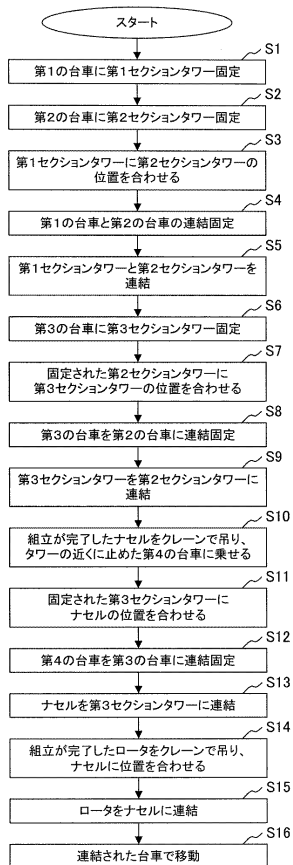 スタート
S1
第1の台車に第1セクションタワー固定
S2
第2の台車に第2セクションタワー固定
S3
第1セクションタワーに第2セクションタワーの
位置を合わせる
S4
第1の台車と第2の台車の連結固定
S5
第1セクションタワーと第2セクションタワーを
連結
S6
第3の台車に第3セクションタワー固定
S7
固定された第2セクションタワーに
第3セクションタワーの位置を合わせる
S8
第3の台車を第2の台車に連結固定
S9
第3セクションタワーを第2セクションタワーに
連結
S10
組立が完了したナセルをクレーンで吊り、
タワーの近くに止めた第4の台車に乗せる
S11
固定された第3セクションタワーに
ナセルの位置を合わせる
S12
第4の台車を第3の台車に連結固定
S13
ナセルを第3セクションタワーに連結
S14
組立が完了したロータをクレーンで吊り、
ナセルに位置を合わせる
S15
ロータをナセルに連結
S16
連結された台車で移動